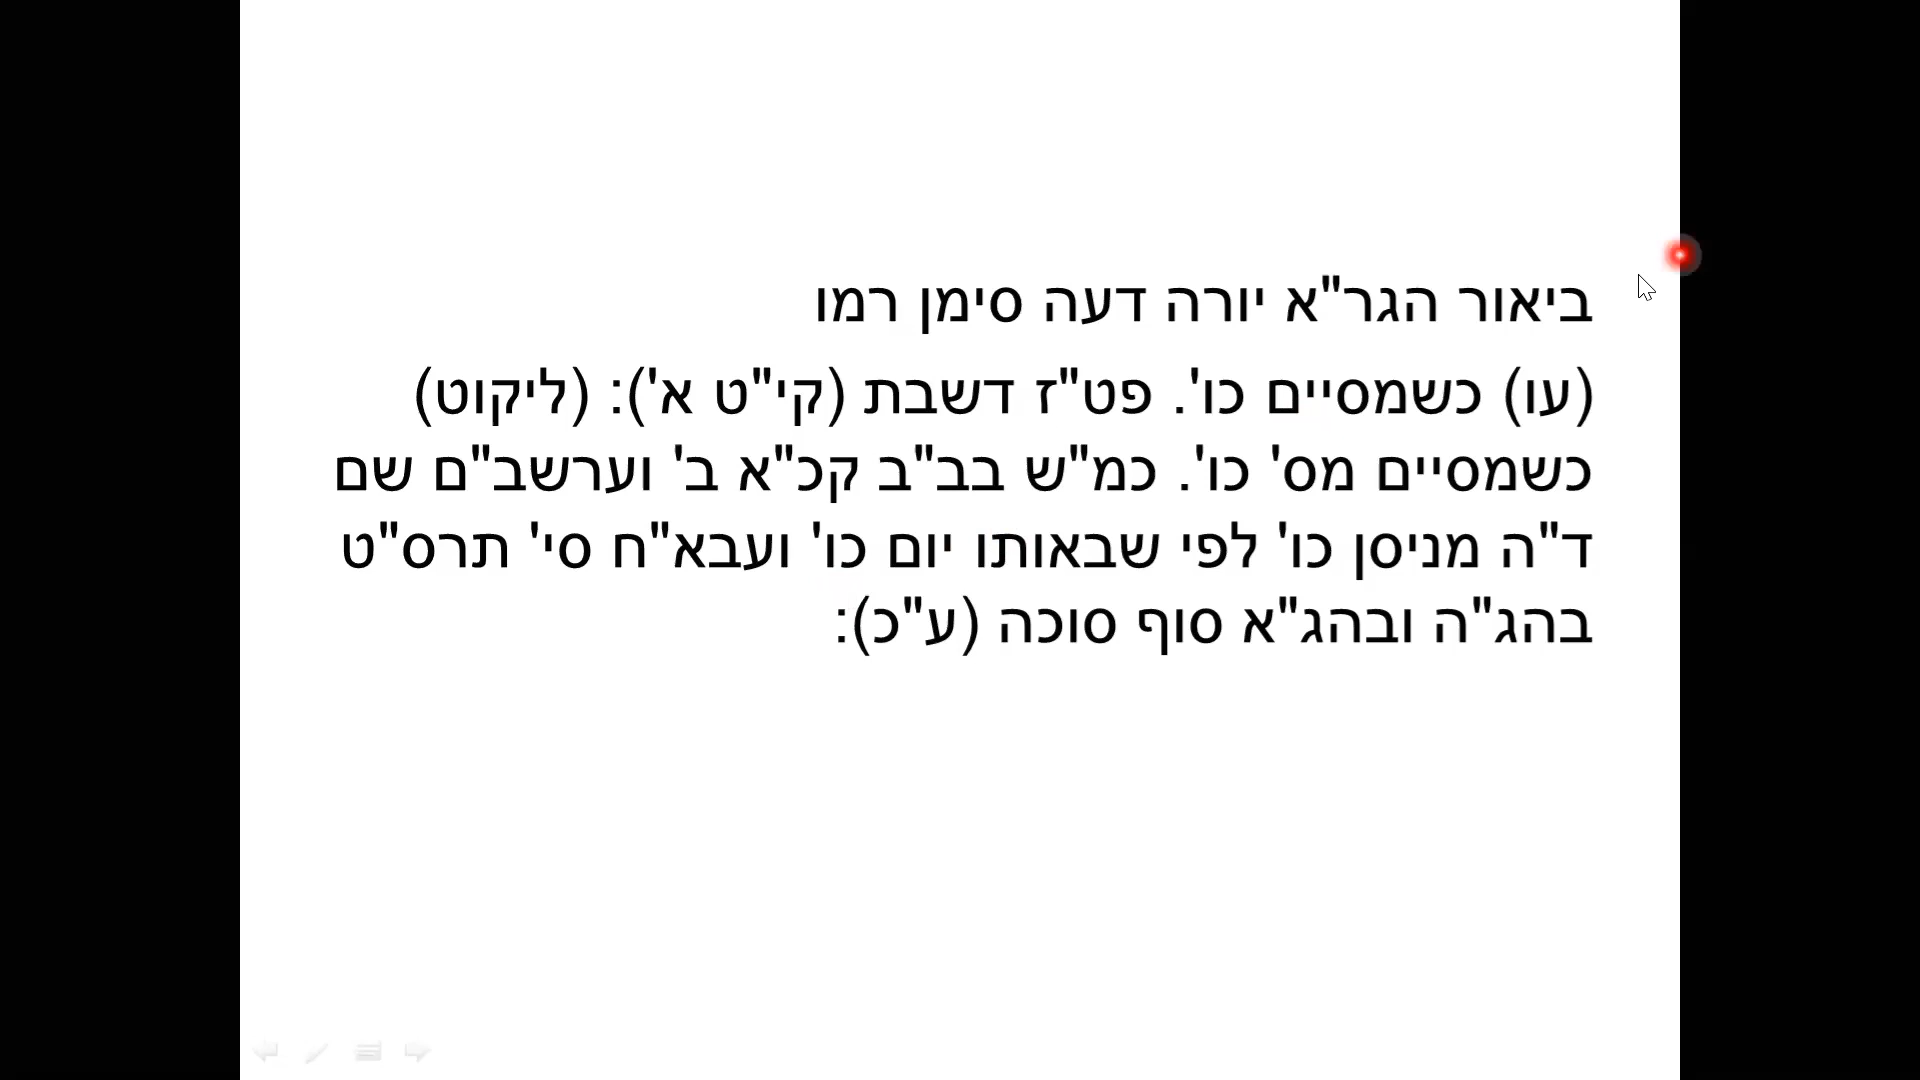 ביאור הגר"א יורה דעה סימן רמו
(עו) כשמסיים כו'. פט"ז דשבת (קי"ט א'): (ליקוט)
כשמסיים מס' כו'. כמ"ש בב"ב קכ"א ב' וערשב"ם שם
ד"ה מניסן כו' לפי שבאותו יום כו' ועבא"ח סי' תרס"ט
בהג"ה ובהג"א סוף סוכה (ע"כ):